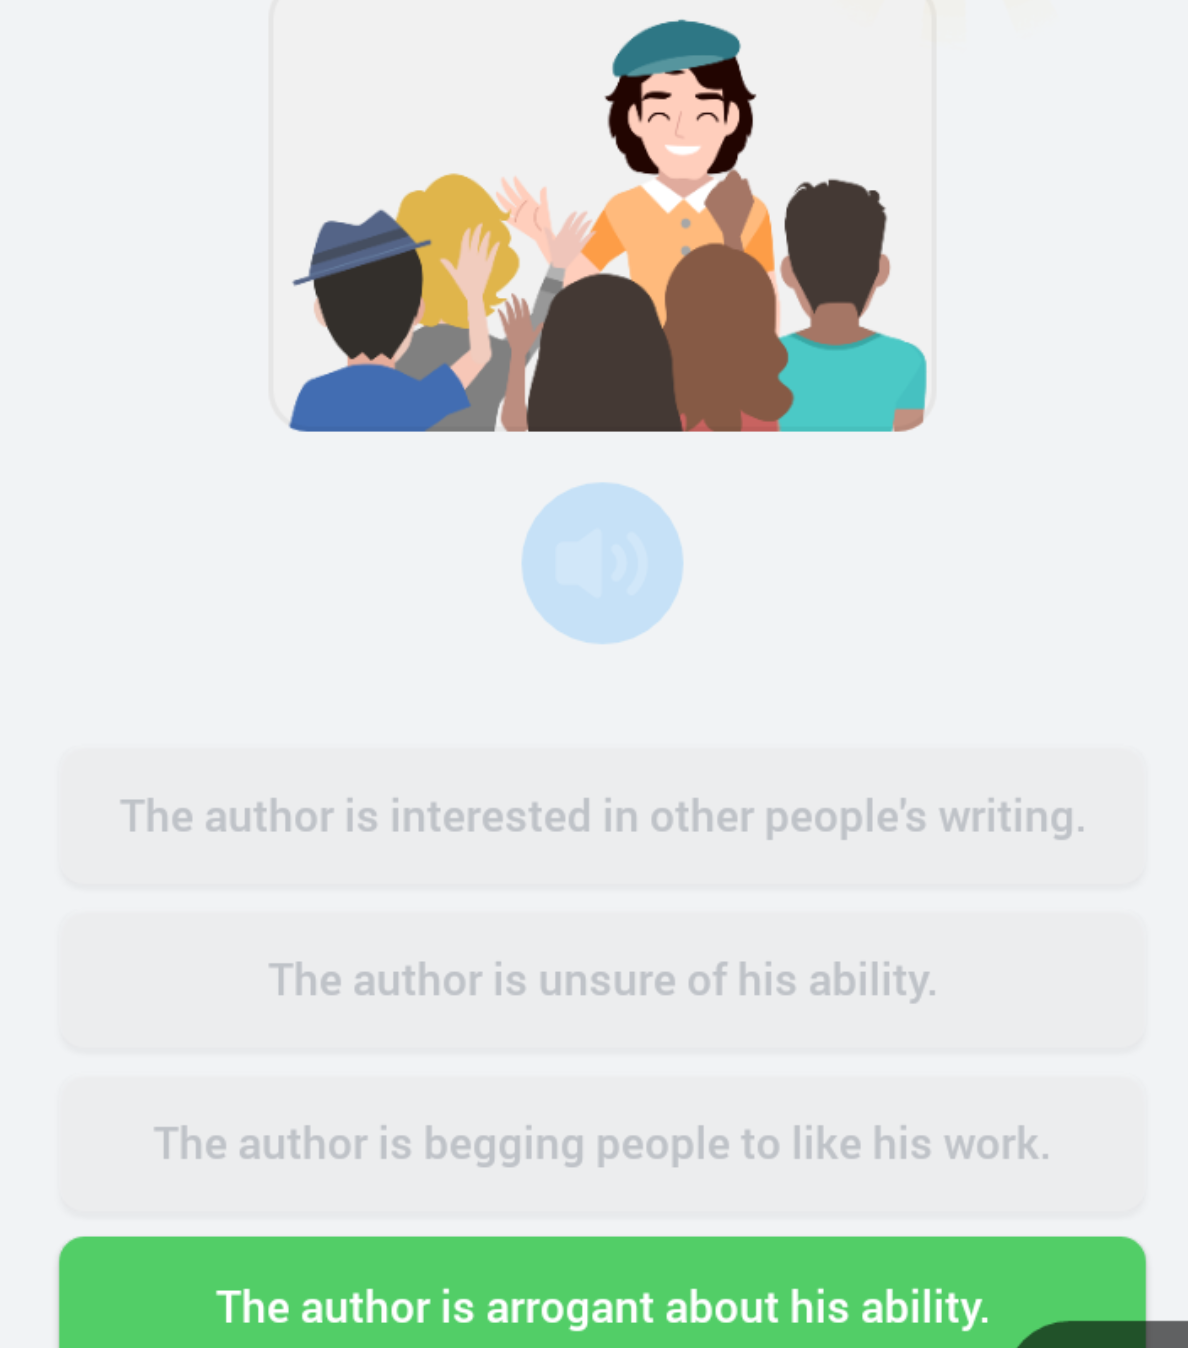 The author is interested in other people's writing.
The author is unsure of his ability.
The author is begging people to like his work.
The author is arrogant about his ability.